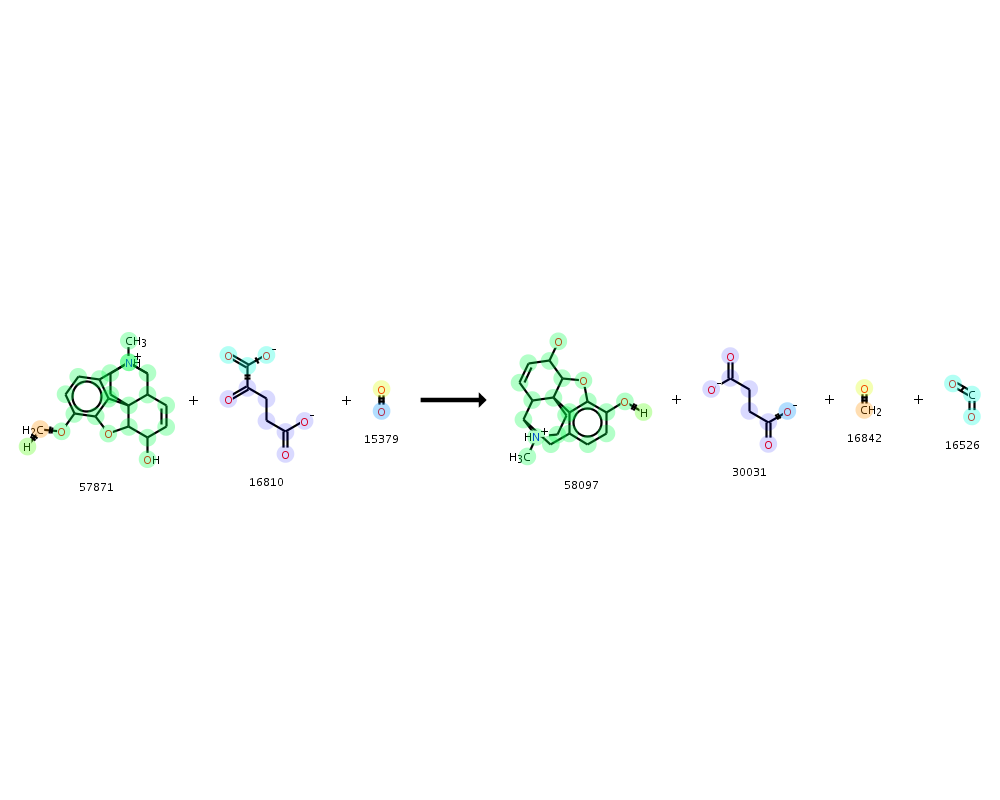 CH3
NH+
H2C
O
H
O
OH
57871
+
O
O-
O
O-
O
16810
+
O
O
15379
O
O
O
H
HN+
H3C
58097
+
O
O-
O-
O
30031
+
O
CH2
16842
+
O
C
O
16526